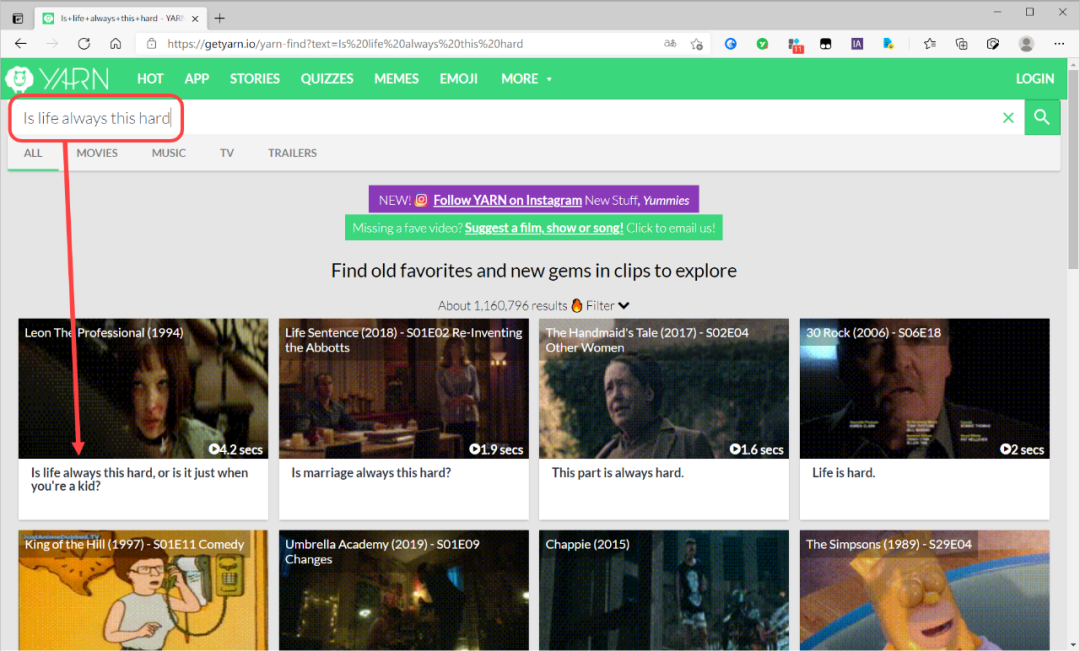 Is+life+always+this+hard - YARN
https://getyarn.io/yarn-find?text=Is%20life%20always%20this%20hard
11
IA
YARN
HOT
APP
STORIES
QUIZZES
MEMES
EMOJI
MORE
LOGIN
Is life always this hard
ALL
MOVIES
MUSIC
TV
TRAILERS
NEW! Follow YARN on Instagram New Stuff, Yummies
Missing a fave video? Suggest a film, show or song! Click to email us!
Find old favorites and new gems in clips to explore
About 1,160,796 results 🔥 Filter
Leon The Professional (1994)
4.2 secs
Is life always this hard, or is it just when
you're a kid?
Life Sentence (2018) - S01E02 Re-Inventing
the Abbotts
1.9 secs
Is marriage always this hard?
The Handmaid's Tale (2017) - S02E04
Other Women
1.6 secs
This part is always hard.
30 Rock (2006) - S06E18
2 secs
Life is hard.
King of the Hill (1997) - S01E11 Comedy
Umbrella Academy (2019) - S01E09
Changes
Chappie (2015)
The Simpsons (1989) - S29E04